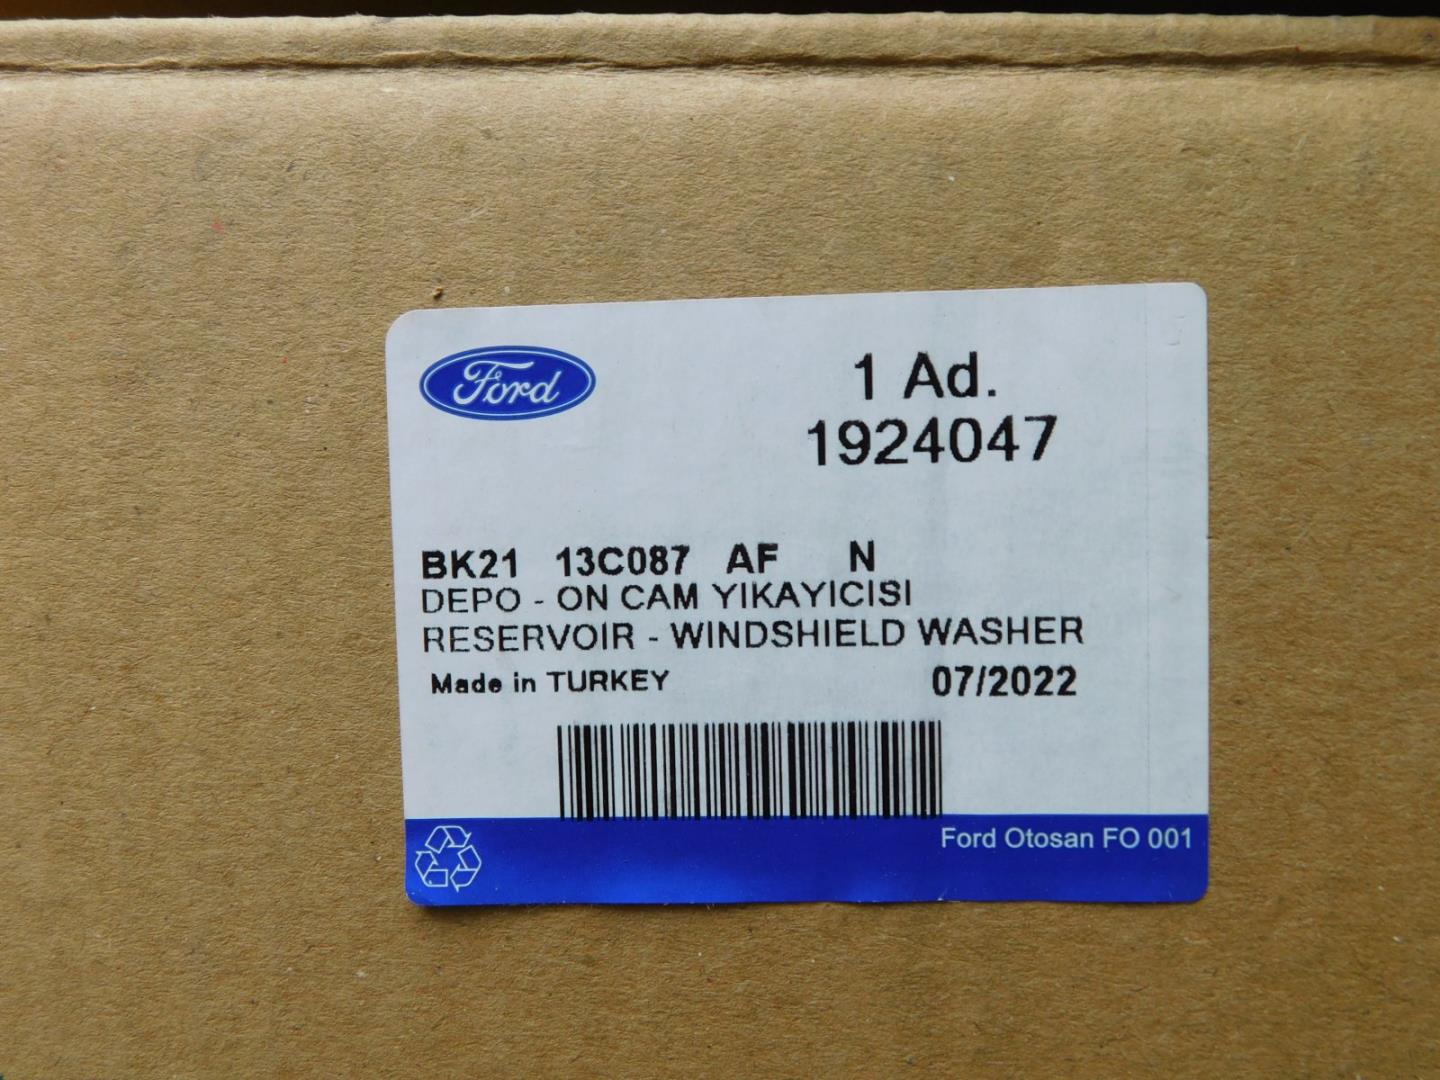 Ford
1 Ad.
1924047
BK21 13C087 AF N
DEPO - ON CAM YIKAYICISI
RESERVOIR - WINDSHIELD WASHER
Made in TURKEY 07/2022
Ford Otosan FO 001